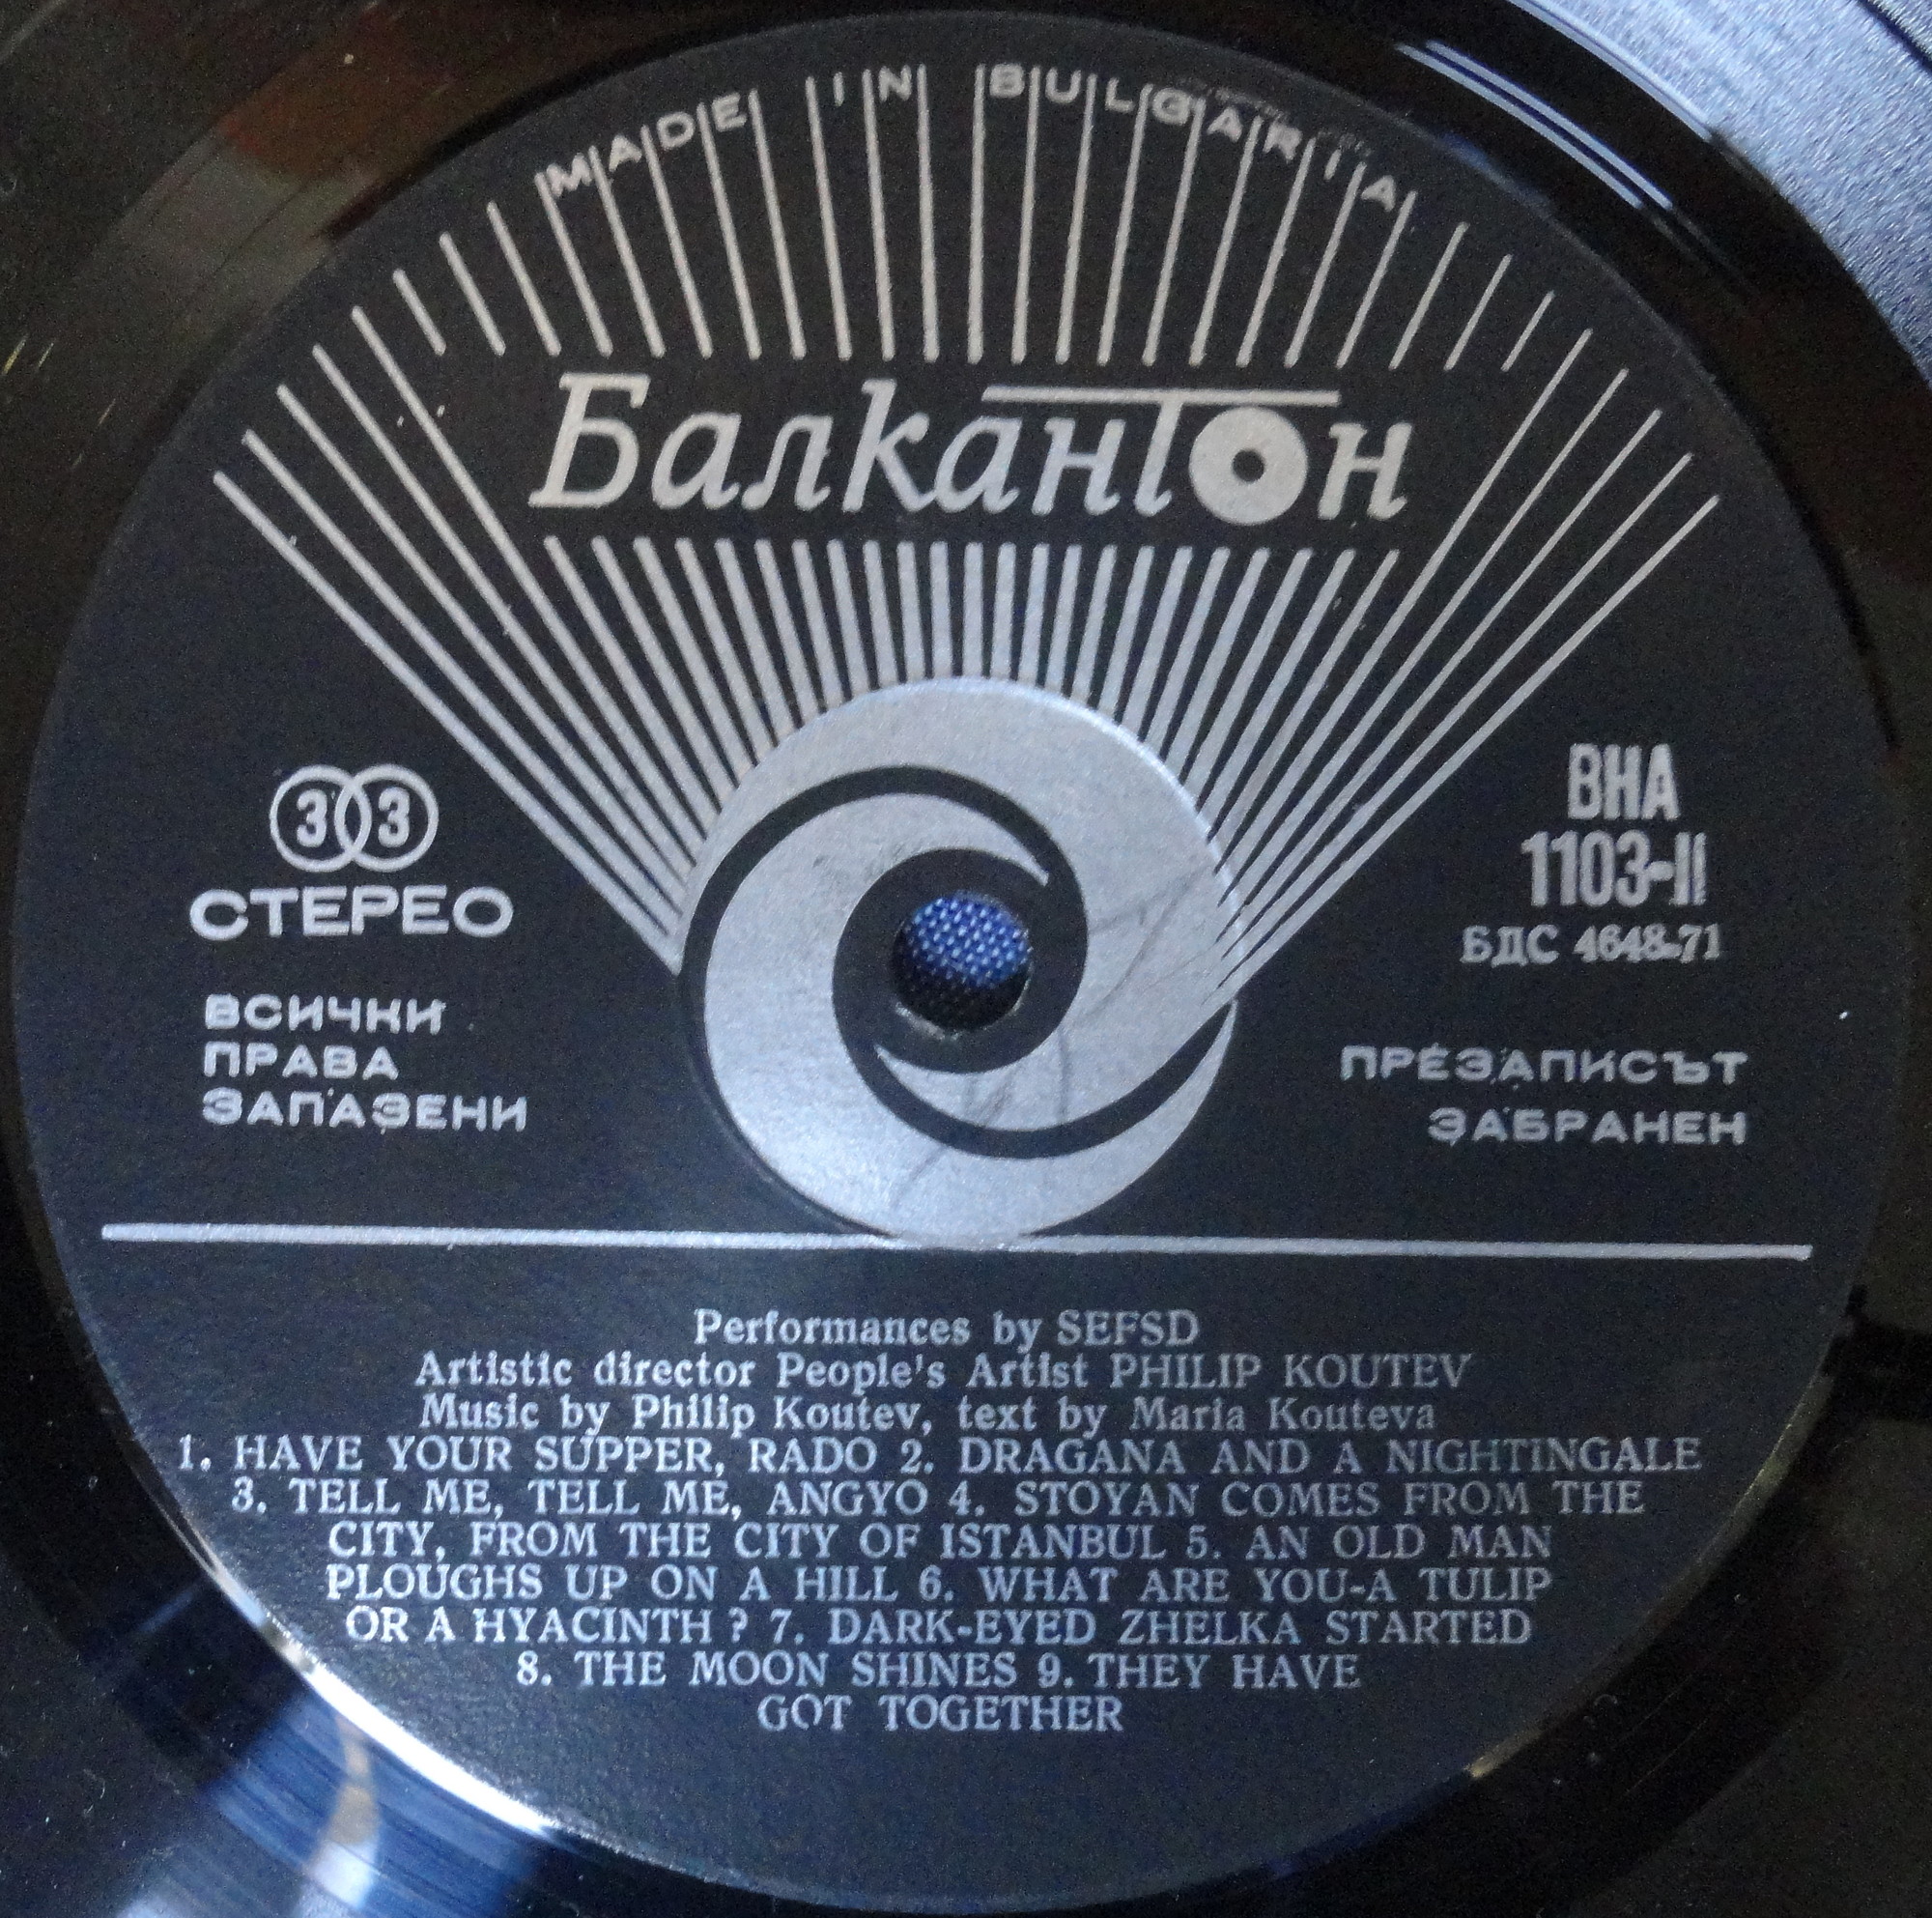 MADE IN BULGARIA
Балкантон
33
СТЕРЕО
ВСИЧКИ
ПРАВА
ЗАПАЗЕНИ
ВНА
1103-II
БДС 4648-71
ПРЕЗАПИСЪТ
ЗАБРАНЕН
Performances by SEFSD
Artistic director People's Artist PHILIP KOUTEV
Music by Philip Koutev, text by Maria Kouteva
1. HAVE YOUR SUPPER, RADO 2. DRAGANA AND A NIGHTINGALE
3. TELL ME, TELL ME, ANGYO 4. STOYAN COMES FROM THE
CITY, FROM THE CITY OF ISTANBUL 5. AN OLD MAN
PLOUGHS UP ON A HILL 6. WHAT ARE YOU-A TULIP
OR A HYACINTH ? 7. DARK-EYED ZHELKA STARTED
8. THE MOON SHINES 9. THEY HAVE
GOT TOGETHER